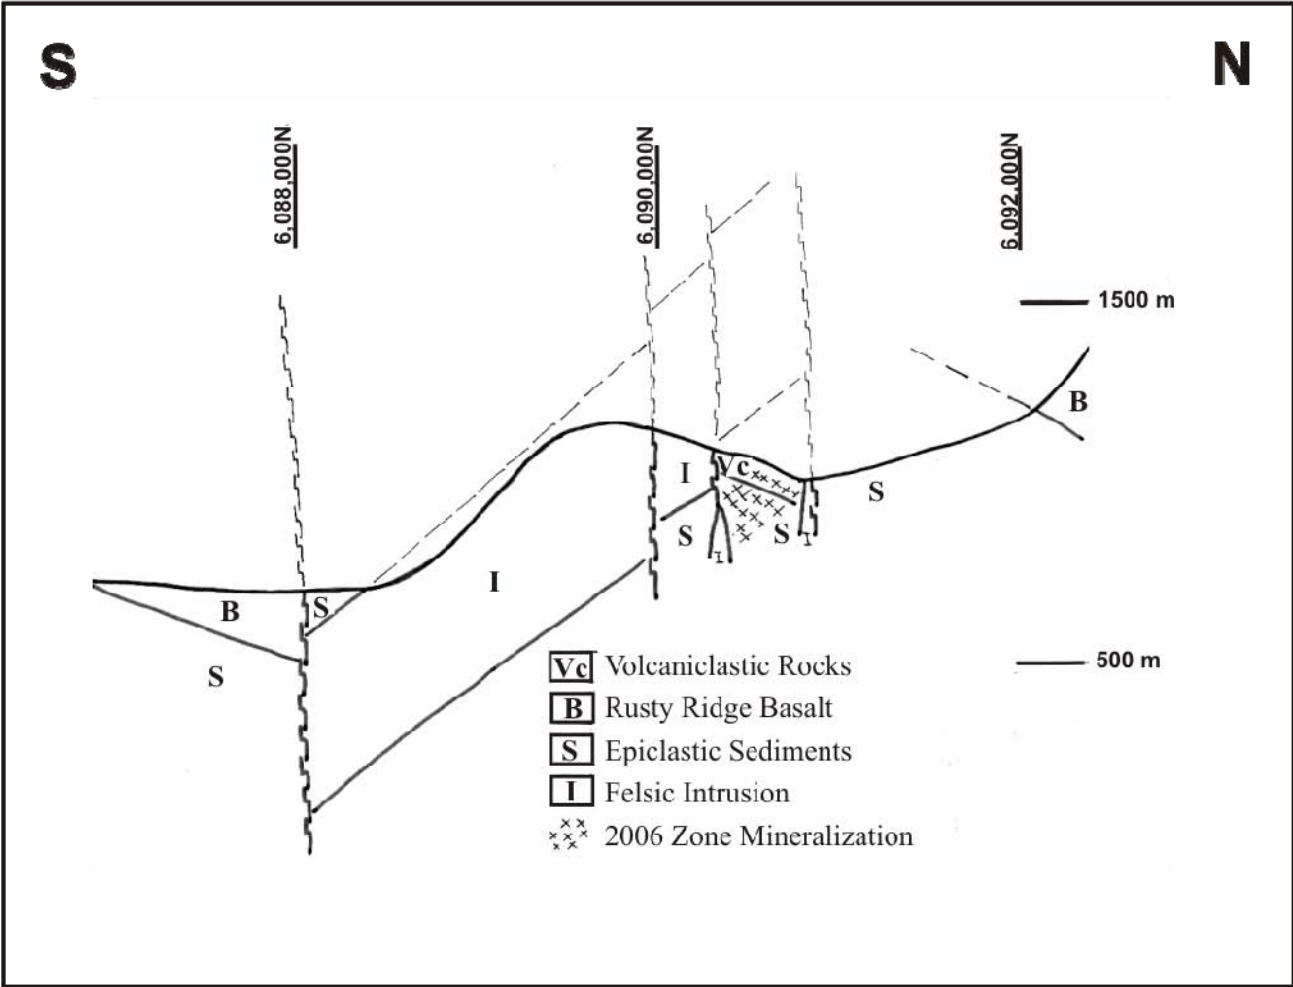 S
N
6,088,000N
6,090,000N
6,092,000N
1500 m
B
I
Vc
S
B
S
I
S
S
I
I
S
500 m
Vc Volcaniclastic Rocks
B Rusty Ridge Basalt
S Epiclastic Sediments
I Felsic Intrusion
2006 Zone Mineralization